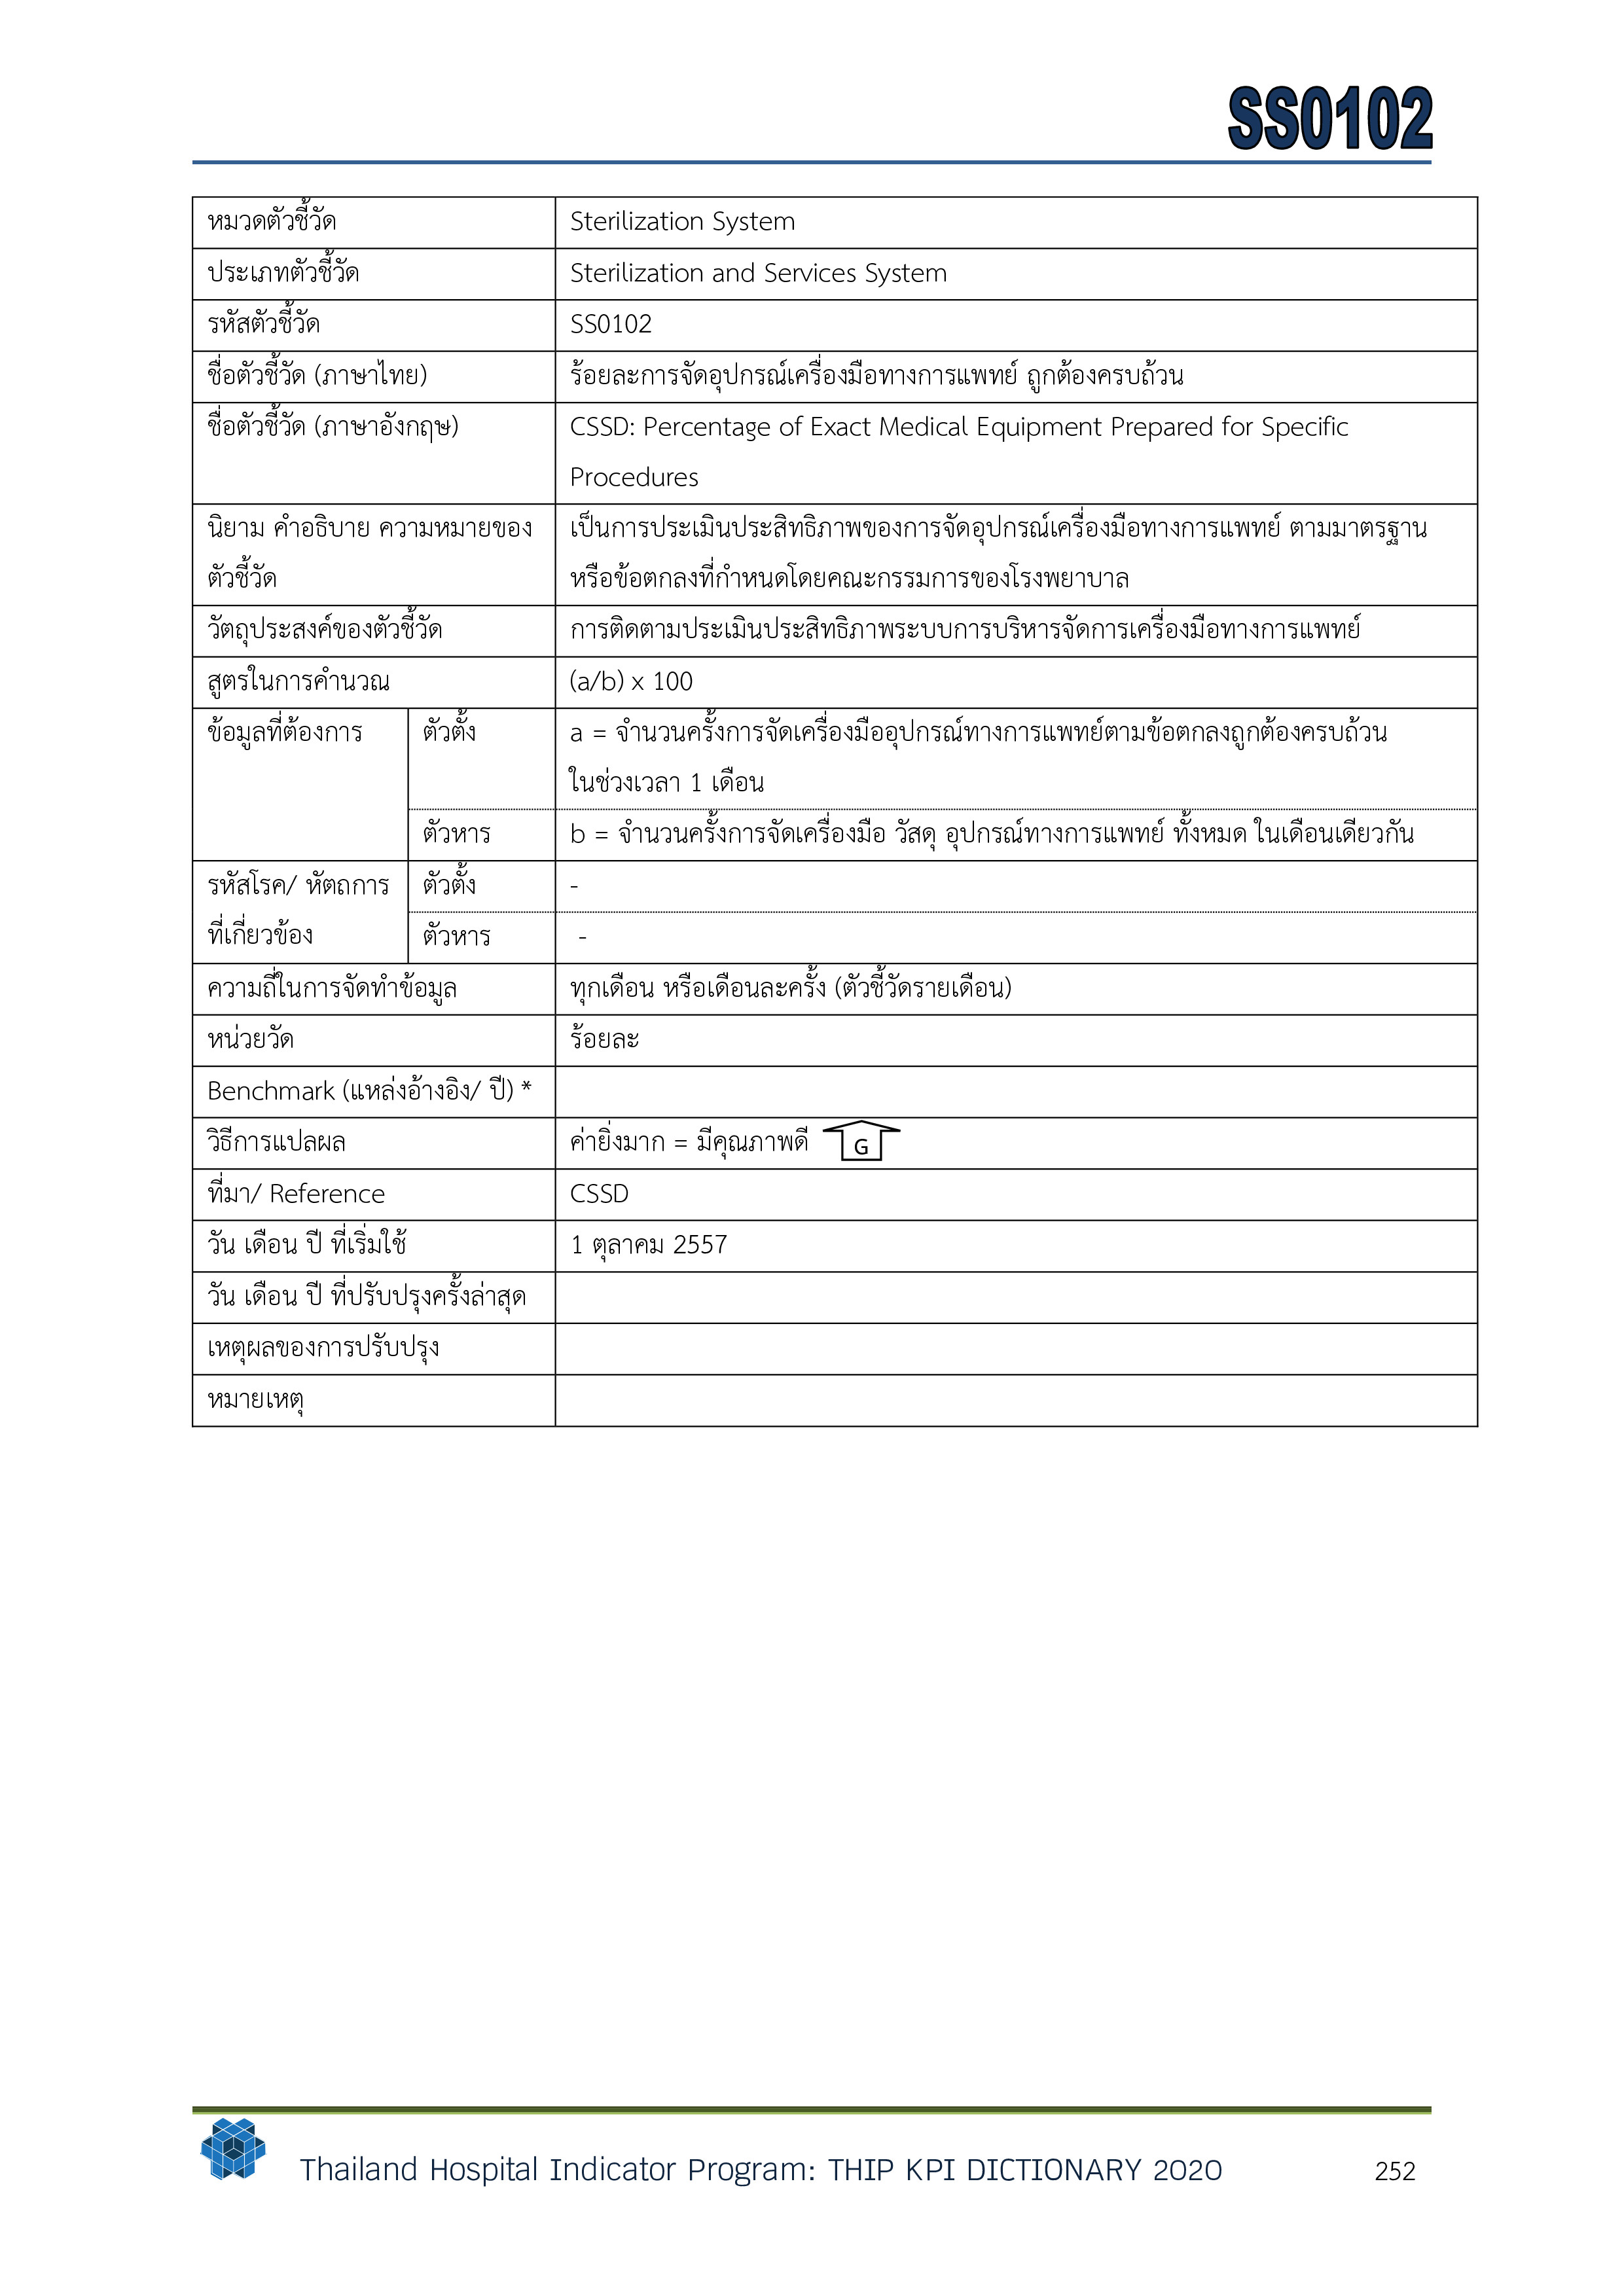 SS0102
หมวดตัวชี้วัด Sterilization System
ประเภทตัวชี้วัด Sterilization and Services System
รหัสตัวชี้วัด SS0102
ชื่อตัวชี้วัด (ภาษาไทย) ร้อยละการจัดอุปกรณ์เครื่องมือทางการแพทย์ ถูกต้องครบถ้วน
ชื่อตัวชี้วัด (ภาษาอังกฤษ) CSSD: Percentage of Exact Medical Equipment Prepared for Specific
Procedures
นิยาม คำอธิบาย ความหมายของ เป็นการประเมินประสิทธิภาพของการจัดอุปกรณ์เครื่องมือทางการแพทย์ ตามมาตรฐาน
ตัวชี้วัด หรือข้อตกลงที่กำหนดโดยคณะกรรมการของโรงพยาบาล
วัตถุประสงค์ของตัวชี้วัด การติดตามประเมินประสิทธิภาพระบบการบริหารจัดการเครื่องมือทางการแพทย์
สูตรในการคำนวณ (a/b) x 100
ข้อมูลที่ต้องการ ตัวตั้ง a = จำนวนครั้งการจัดเครื่องมืออุปกรณ์ทางการแพทย์ตามข้อตกลงถูกต้องครบถ้วน
ในช่วงเวลา 1 เดือน
ตัวหาร b = จำนวนครั้งการจัดเครื่องมือ วัสดุ อุปกรณ์ทางการแพทย์ ทั้งหมด ในเดือนเดียวกัน
รหัสโรค/ หัตถการ ตัวตั้ง -
ที่เกี่ยวข้อง ตัวหาร -
ความถี่ในการจัดทำข้อมูล ทุกเดือน หรือเดือนละครั้ง (ตัวชี้วัดรายเดือน)
หน่วยวัด ร้อยละ
Benchmark (แหล่งอ้างอิง/ ปี) *
วิธีการแปลผล ค่ายิ่งมาก = มีคุณภาพดี G
ที่มา/ Reference CSSD
วัน เดือน ปี ที่เริ่มใช้ 1 ตุลาคม 2557
วัน เดือน ปี ที่ปรับปรุงครั้งล่าสุด
เหตุผลของการปรับปรุง
หมายเหตุ
Thailand Hospital Indicator Program: THIP KPI DICTIONARY 2020 252